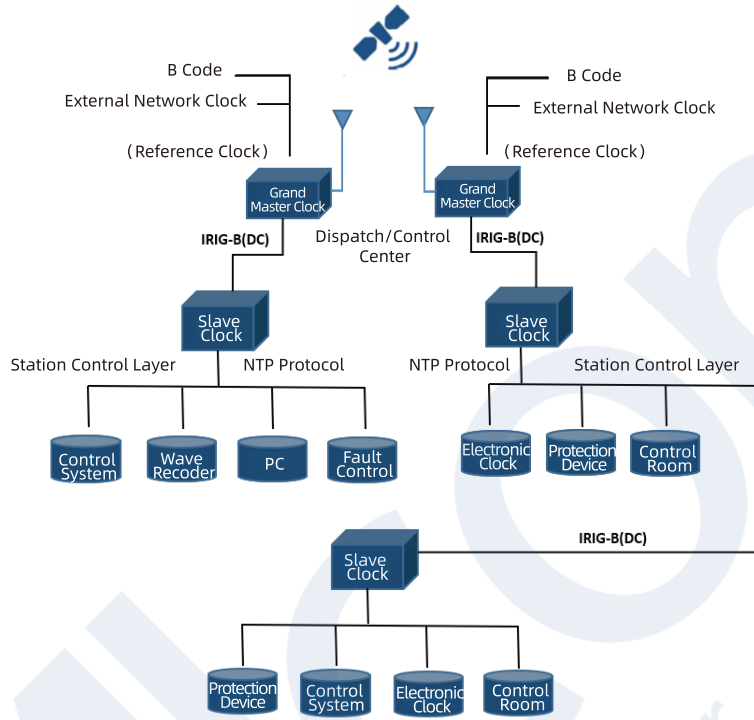 B Code
B Code
External Network Clock
External Network Clock
(Reference Clock)
(Reference Clock)
Grand
Master Clock
Grand
Master Clock
IRIG-B(DC)
Dispatch/Control
Center
IRIG-B(DC)
Slave
Clock
Slave
Clock
Station Control Layer
NTP Protocol
NTP Protocol
Station Control Layer
Control
System
Wave
Recoder
PC
Fault
Control
Electronic
Clock
Protection
Device
Control
Room
IRIG-B(DC)
Slave
Clock
Protection
Device
Control
System
Electronic
Clock
Control
Room